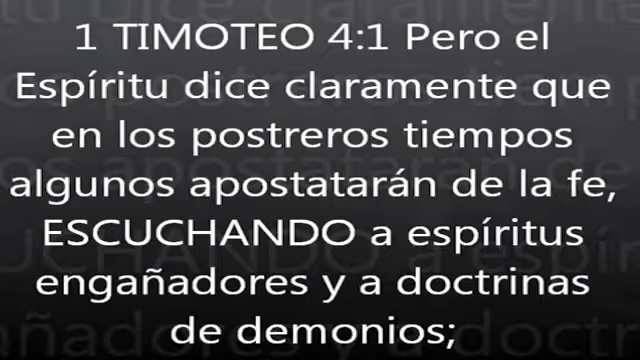 1 TIMOTEO 4:1 Pero el
Espíritu dice claramente que
en los postreros tiempos
algunos apostatarán de la fe,
ESCUCHANDO a espíritus
engañadores y a doctrinas
de demonios;